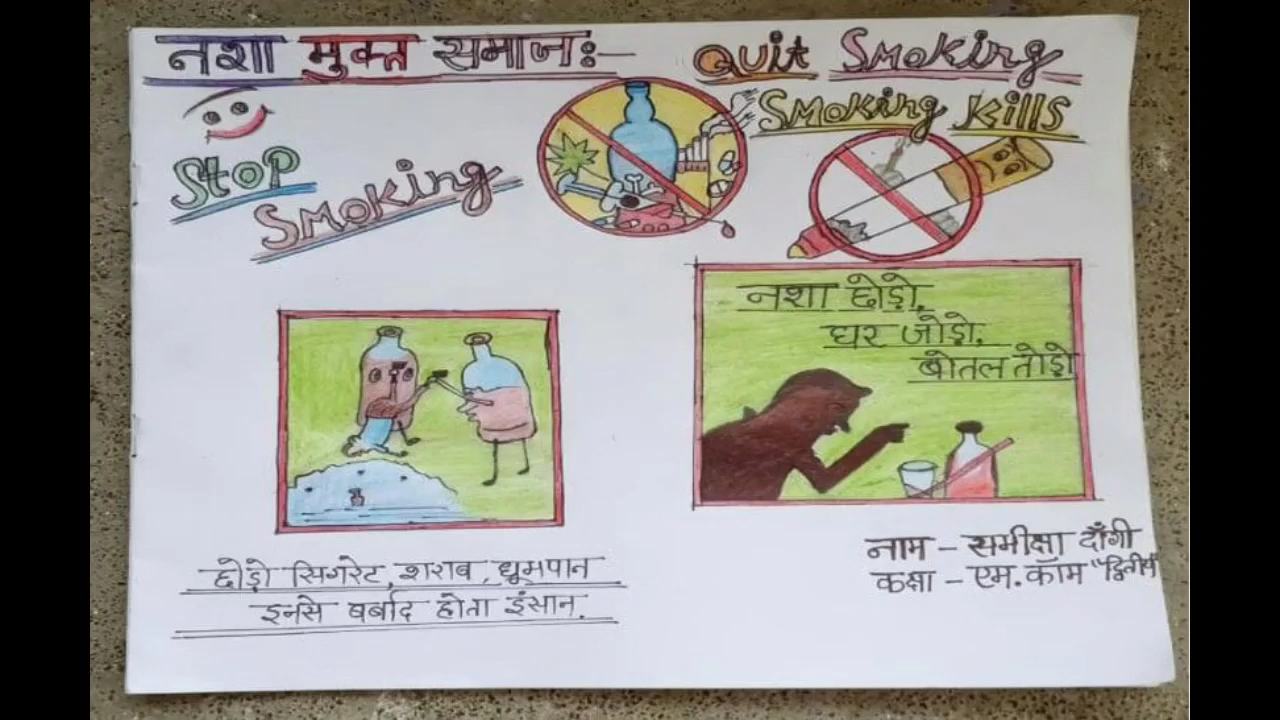 नशा मुक्त समाजः-
Quit Smoking
Smoking Kills
Stop
Smoking
नशा छोड़ो,
घर जोड़ो,
बोतल तोड़ो
छोड़ो सिगरेट, शराब, धूम्रपान
इनसे बर्बाद होता इंसान.
नाम - समीक्षा दाँगी
कक्षा - एम. कॉम "द्वितीय"